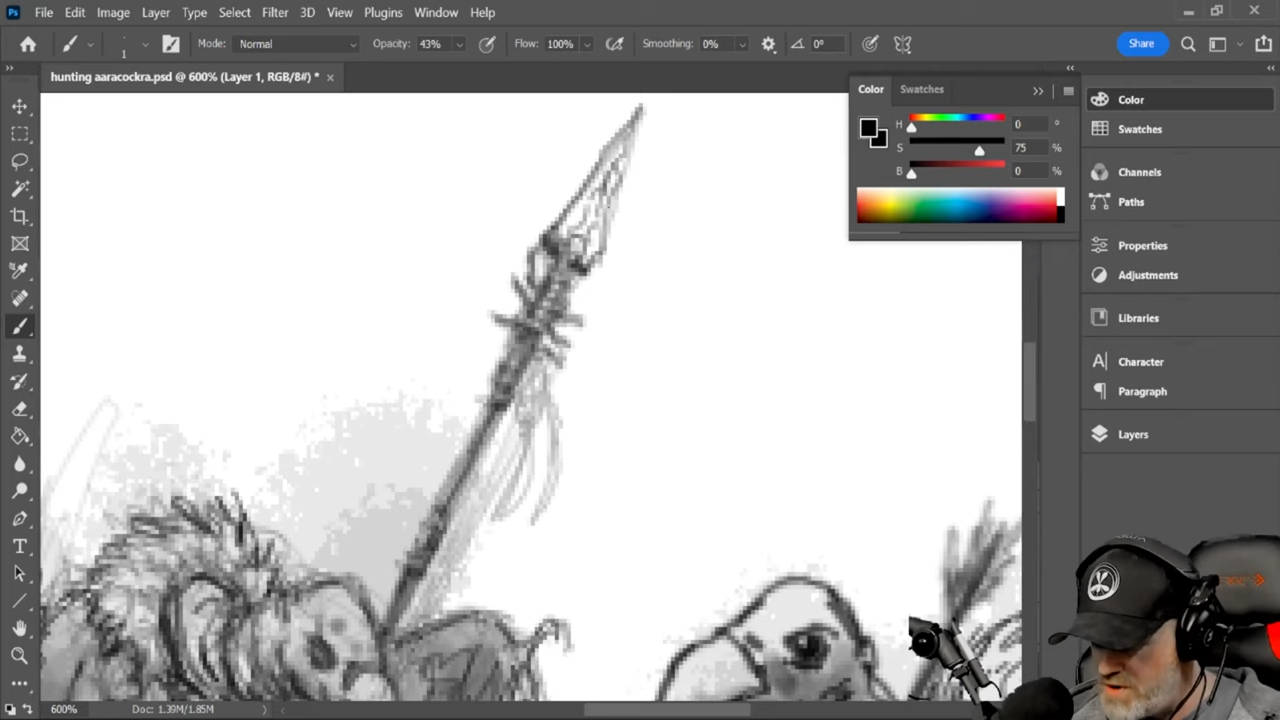 Ps File Edit Image Layer Type Select Filter 3D View Plugins Window Help
1 Mode: Normal Opacity: 43% Flow: 100% Smoothing: 0% 0° Share
hunting aaracockra.psd @ 600% (Layer 1, RGB/8#) *
Color Swatches
H 0 °
S 75 %
B 0 %
Color
Swatches
Channels
Paths
Properties
Adjustments
Libraries
Character
Paragraph
Layers
600% Doc: 1.39M/1.85M